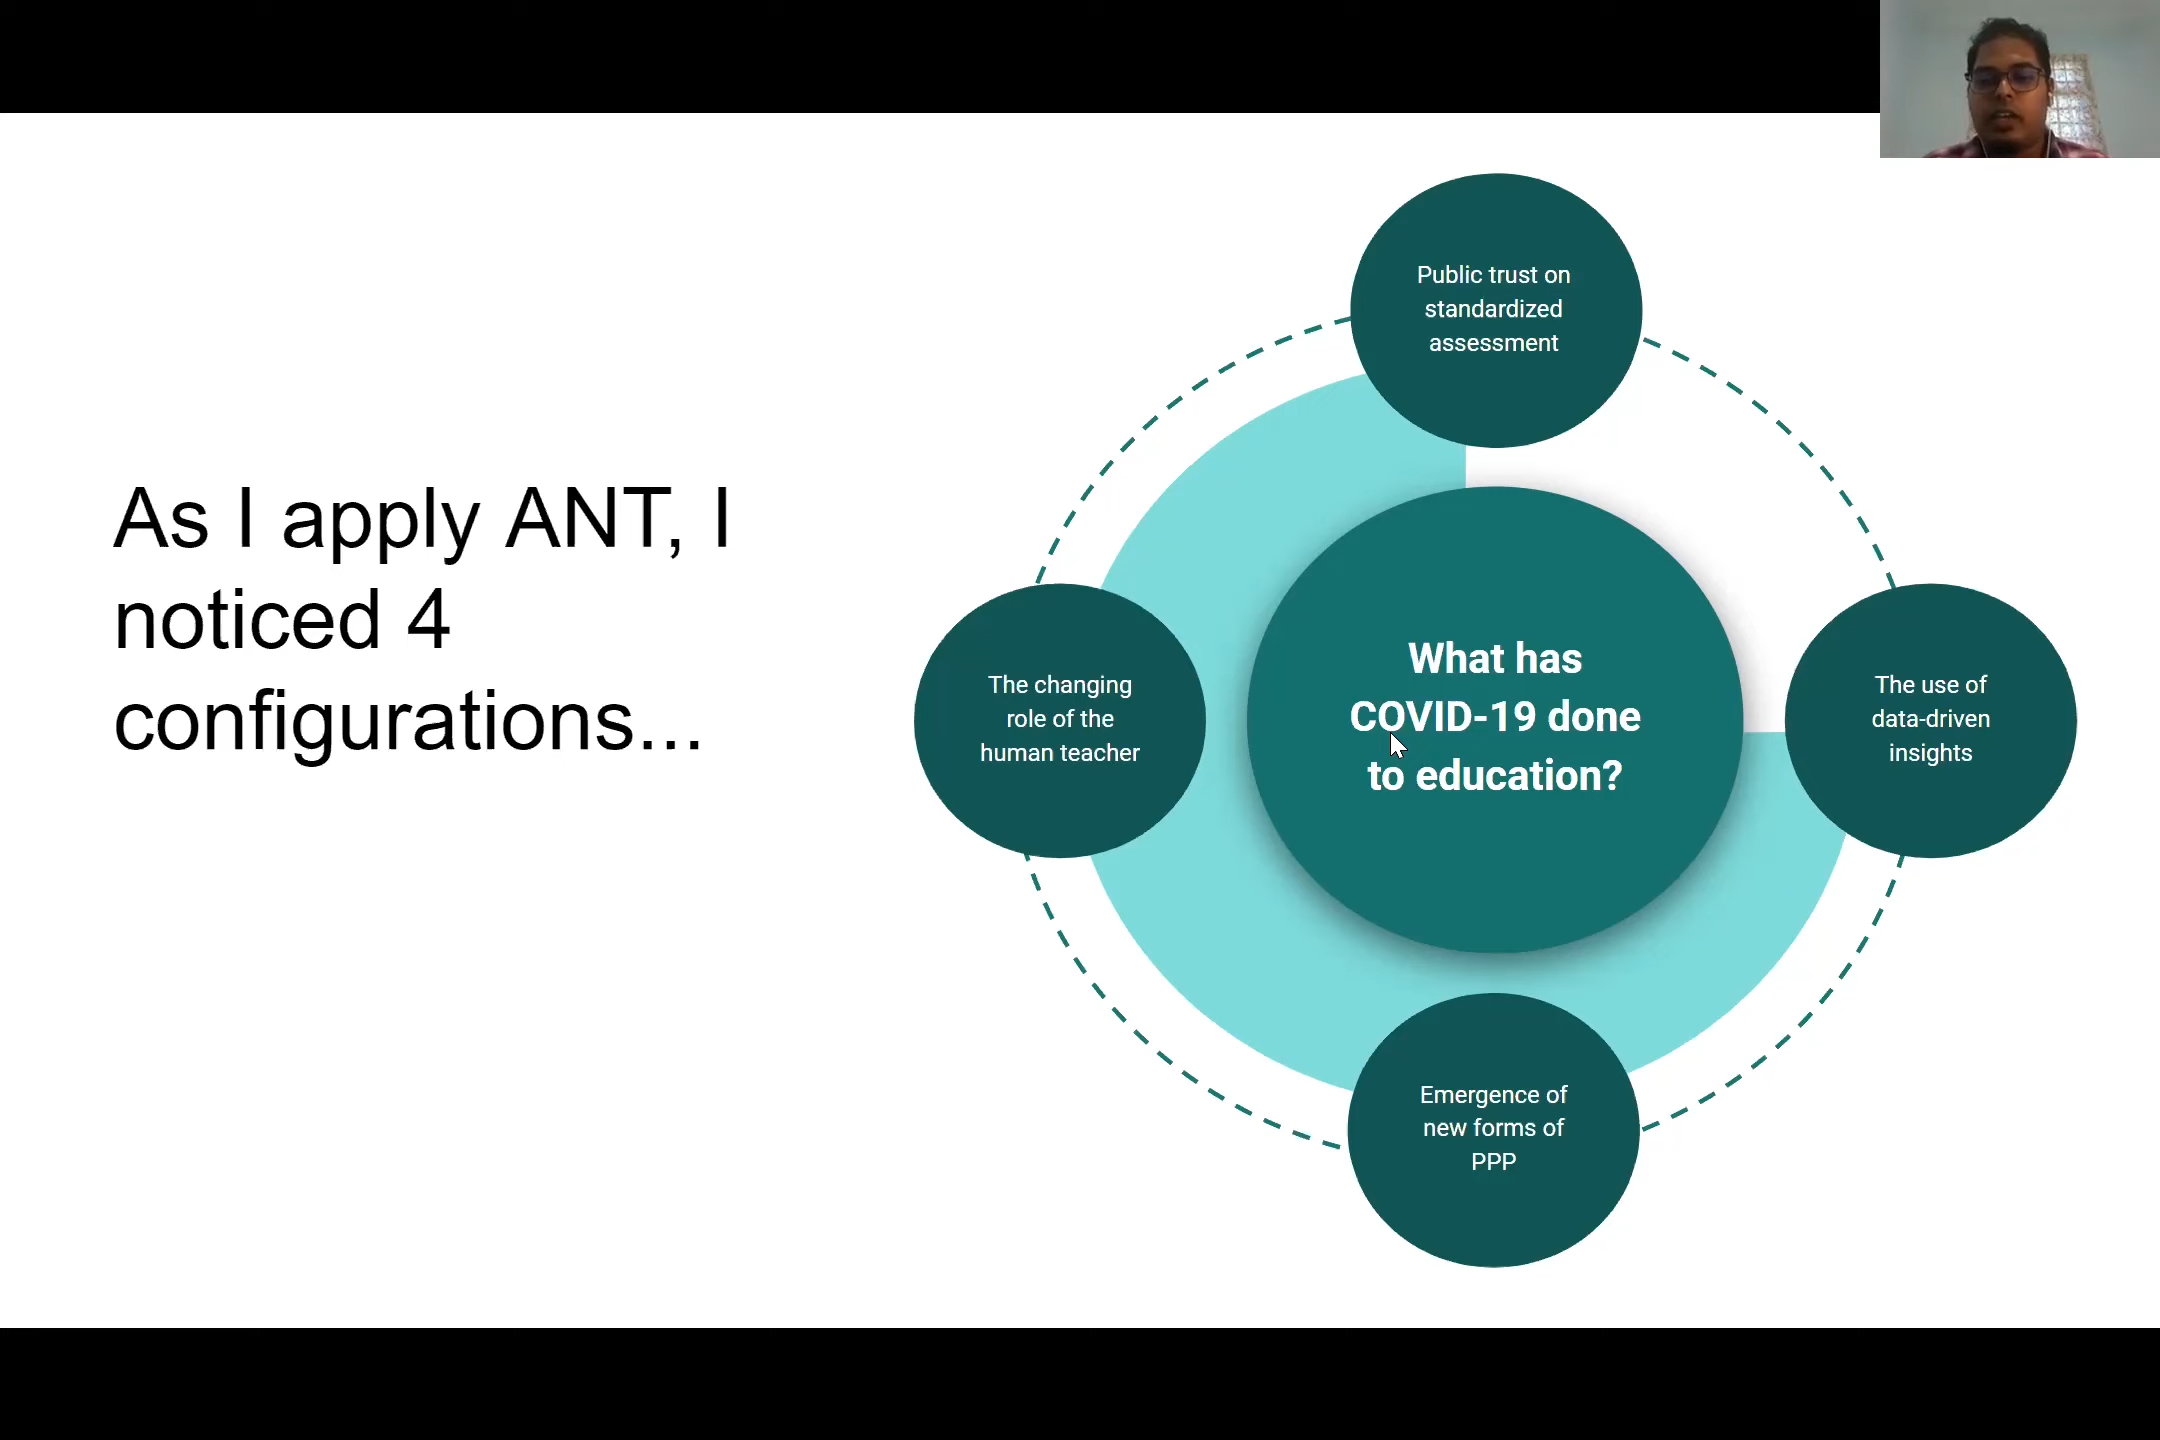 As I apply ANT, I
noticed 4
configurations...
Public trust on
standardized
assessment
The changing
role of the
human teacher
What has
COVID-19 done
to education?
The use of
data-driven
insights
Emergence of
new forms of
PPP